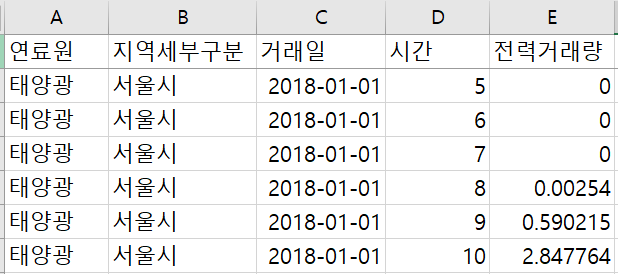 A B C D E
연료원 지역세부구분 거래일 시간 전력거래량
태양광 서울시 2018-01-01 5 0
태양광 서울시 2018-01-01 6 0
태양광 서울시 2018-01-01 7 0
태양광 서울시 2018-01-01 8 0.00254
태양광 서울시 2018-01-01 9 0.590215
태양광 서울시 2018-01-01 10 2.847764